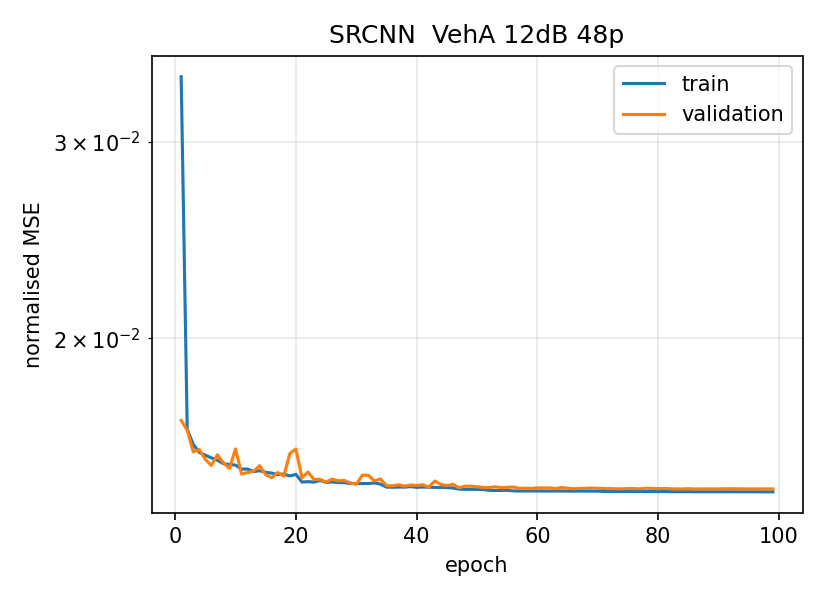 SRCNN  VehA 12dB 48p
train
validation
3 × 10⁻²
2 × 10⁻²
normalised MSE
0 20 40 60 80 100
epoch